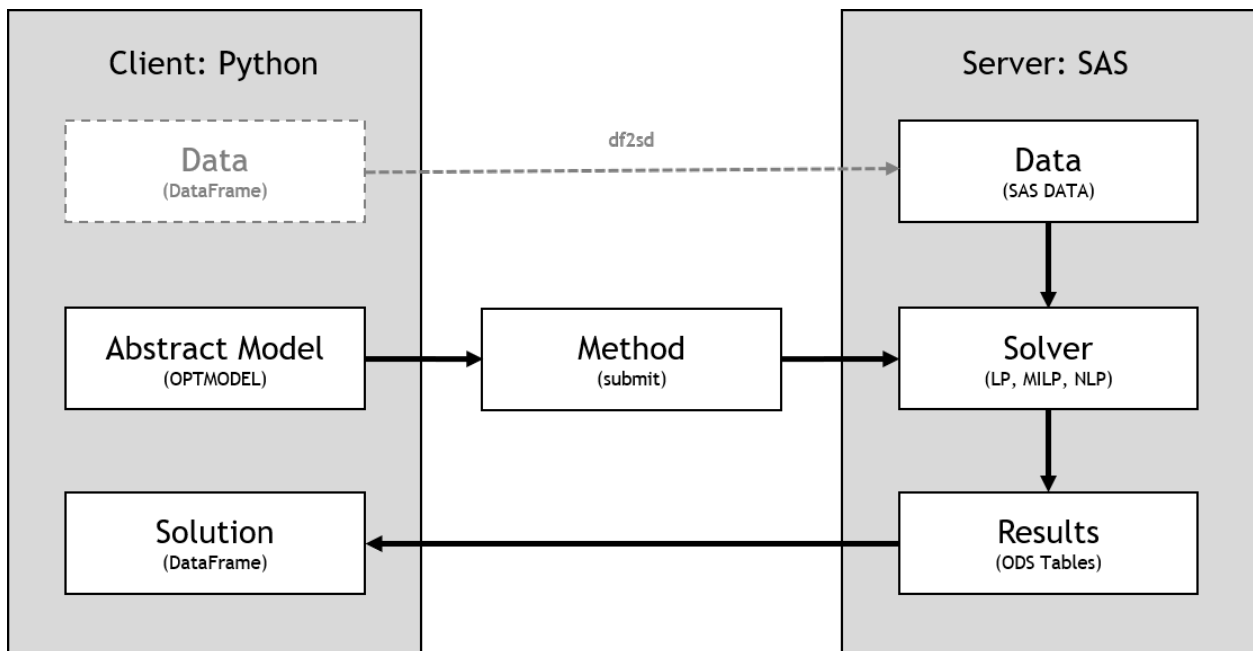 Client: Python
Server: SAS
Data
(DataFrame)
df2sd
Data
(SAS DATA)
Abstract Model
(OPTMODEL)
Method
(submit)
Solver
(LP, MILP, NLP)
Solution
(DataFrame)
Results
(ODS Tables)